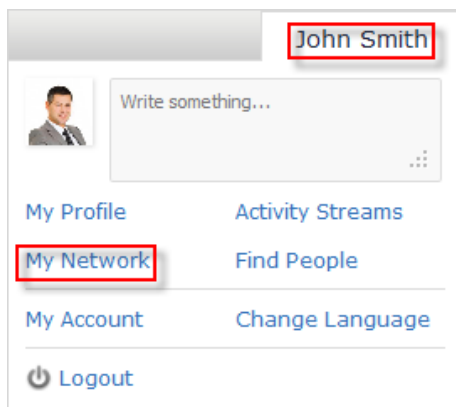 John Smith
Write something...
My Profile Activity Streams
My Network Find People
My Account Change Language
Logout